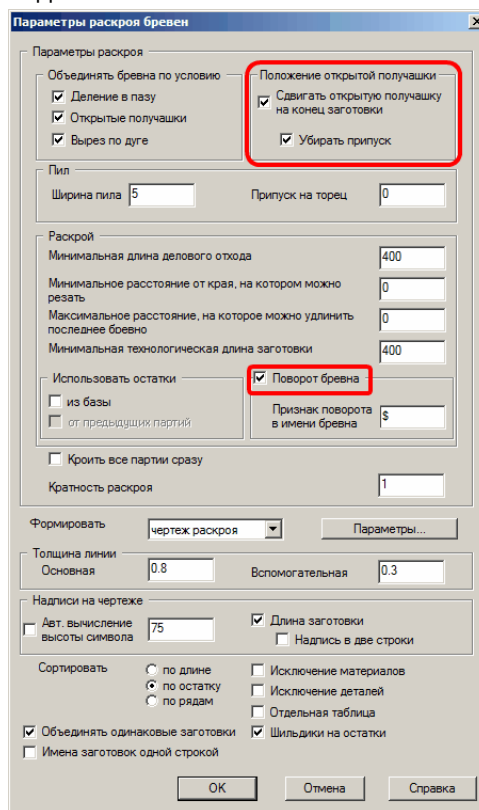 Параметры раскроя бревен
Параметры раскроя
Объединять бревна по условию
Деление в пазу
Открытые получашки
Вырез по дуге
Положение открытой получашки
Сдвигать открытую получашку
на конец заготовки
Убирать припуск
Пил
Ширина пила 5
Припуск на торец 0
Раскрой
Минимальная длина делового отхода 400
Минимальное расстояние от края, на котором можно
резать 0
Максимальное расстояние, на которое можно удлинить
последнее бревно 0
Минимальная технологическая длина заготовки 400
Использовать остатки
из базы
от предыдущих партий
Поворот бревна
Признак поворота
в имени бревна $
Кроить все партии сразу
Кратность раскроя 1
Формировать чертеж раскроя Параметры...
Толщина линии
Основная 0.8 Вспомогательная 0.3
Надписи на чертеже
Авт. вычисление
высоты символа 75
Длина заготовки
Надпись в две строки
Сортировать
по длине
по остатку
по рядам
Исключение материалов
Исключение деталей
Отдельная таблица
Объединять одинаковые заготовки
Шильдики на остатки
Имена заготовок одной строкой
OK Отмена Справка